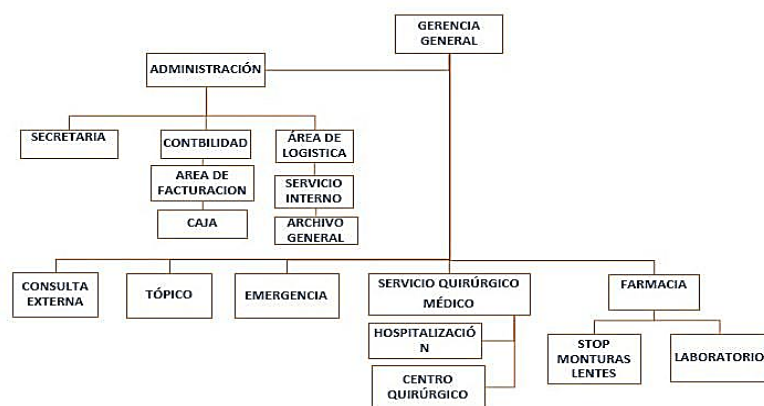 GERENCIA
GENERAL
ADMINISTRACIÓN
SECRETARIA
CONTBILIDAD
ÁREA DE
LOGISTICA
AREA DE
FACTURACION
SERVICIO
INTERNO
CAJA
ARCHIVO
GENERAL
CONSULTA
EXTERNA
TÓPICO
EMERGENCIA
SERVICIO QUIRÚRGICO
MÉDICO
FARMACIA
HOSPITALIZACIÓ
N
STOP
MONTURAS
LENTES
LABORATORIO
CENTRO
QUIRÚRGICO